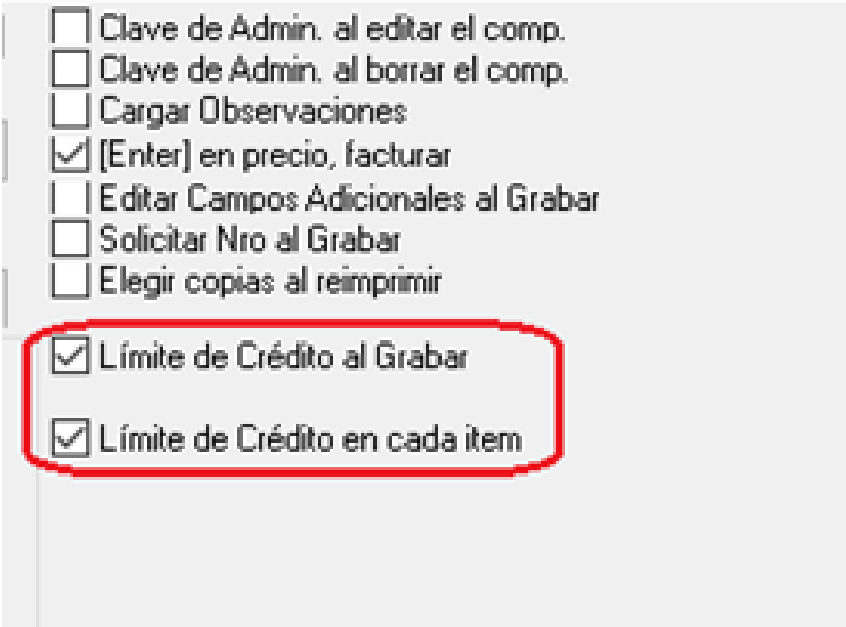 Clave de Admin. al editar el comp.
Clave de Admin. al borrar el comp.
Cargar Observaciones
[Enter] en precio, facturar
Editar Campos Adicionales al Grabar
Solicitar Nro al Grabar
Elegir copias al reimprimir
Límite de Crédito al Grabar
Límite de Crédito en cada item